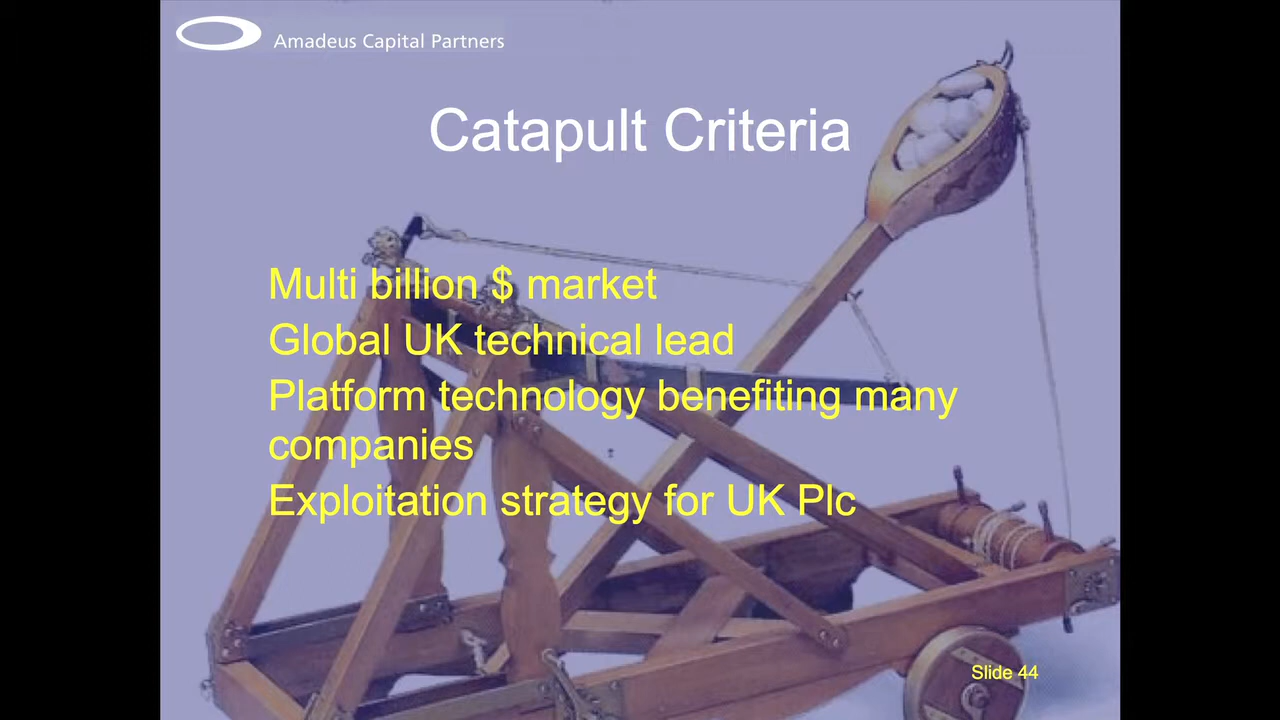 Amadeus Capital Partners
Catapult Criteria
Multi billion $ market
Global UK technical lead
Platform technology benefiting many
companies
Exploitation strategy for UK Plc
Slide 44